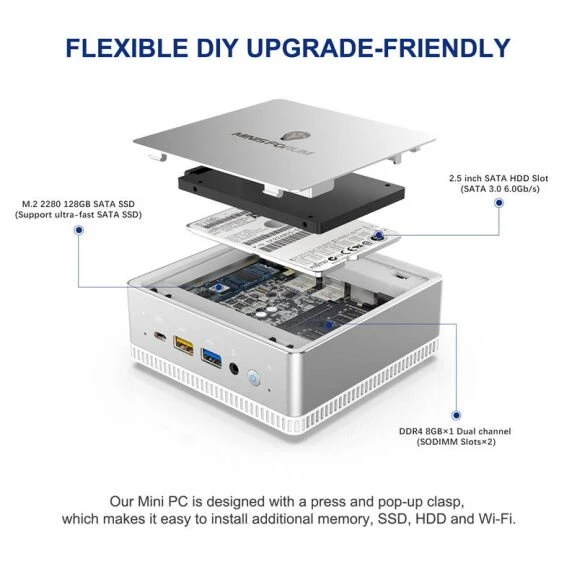 FLEXIBLE DIY UPGRADE-FRIENDLY
MINISFORUM
2.5 inch SATA HDD Slot
(SATA 3.0 6.0Gb/s)
M.2 2280 128GB SATA SSD
(Support ultra-fast SATA SSD)
DDR4 8GB×1 Dual channel
(SODIMM Slots×2)
Our Mini PC is designed with a press and pop-up clasp,
which makes it easy to install additional memory, SSD, HDD and Wi-Fi.